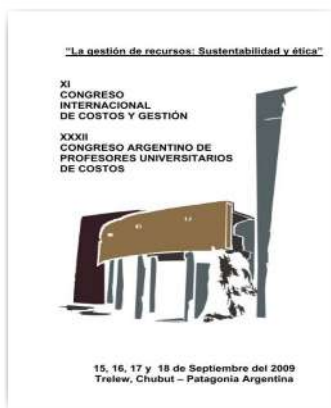 “La gestión de recursos: Sustentabilidad y ética”
XI
CONGRESO
INTERNACIONAL
DE COSTOS Y GESTIÓN
XXXII
CONGRESO ARGENTINO DE
PROFESORES UNIVERSITARIOS
DE COSTOS
15, 16, 17 y 18 de Septiembre del 2009
Trelew, Chubut – Patagonia Argentina